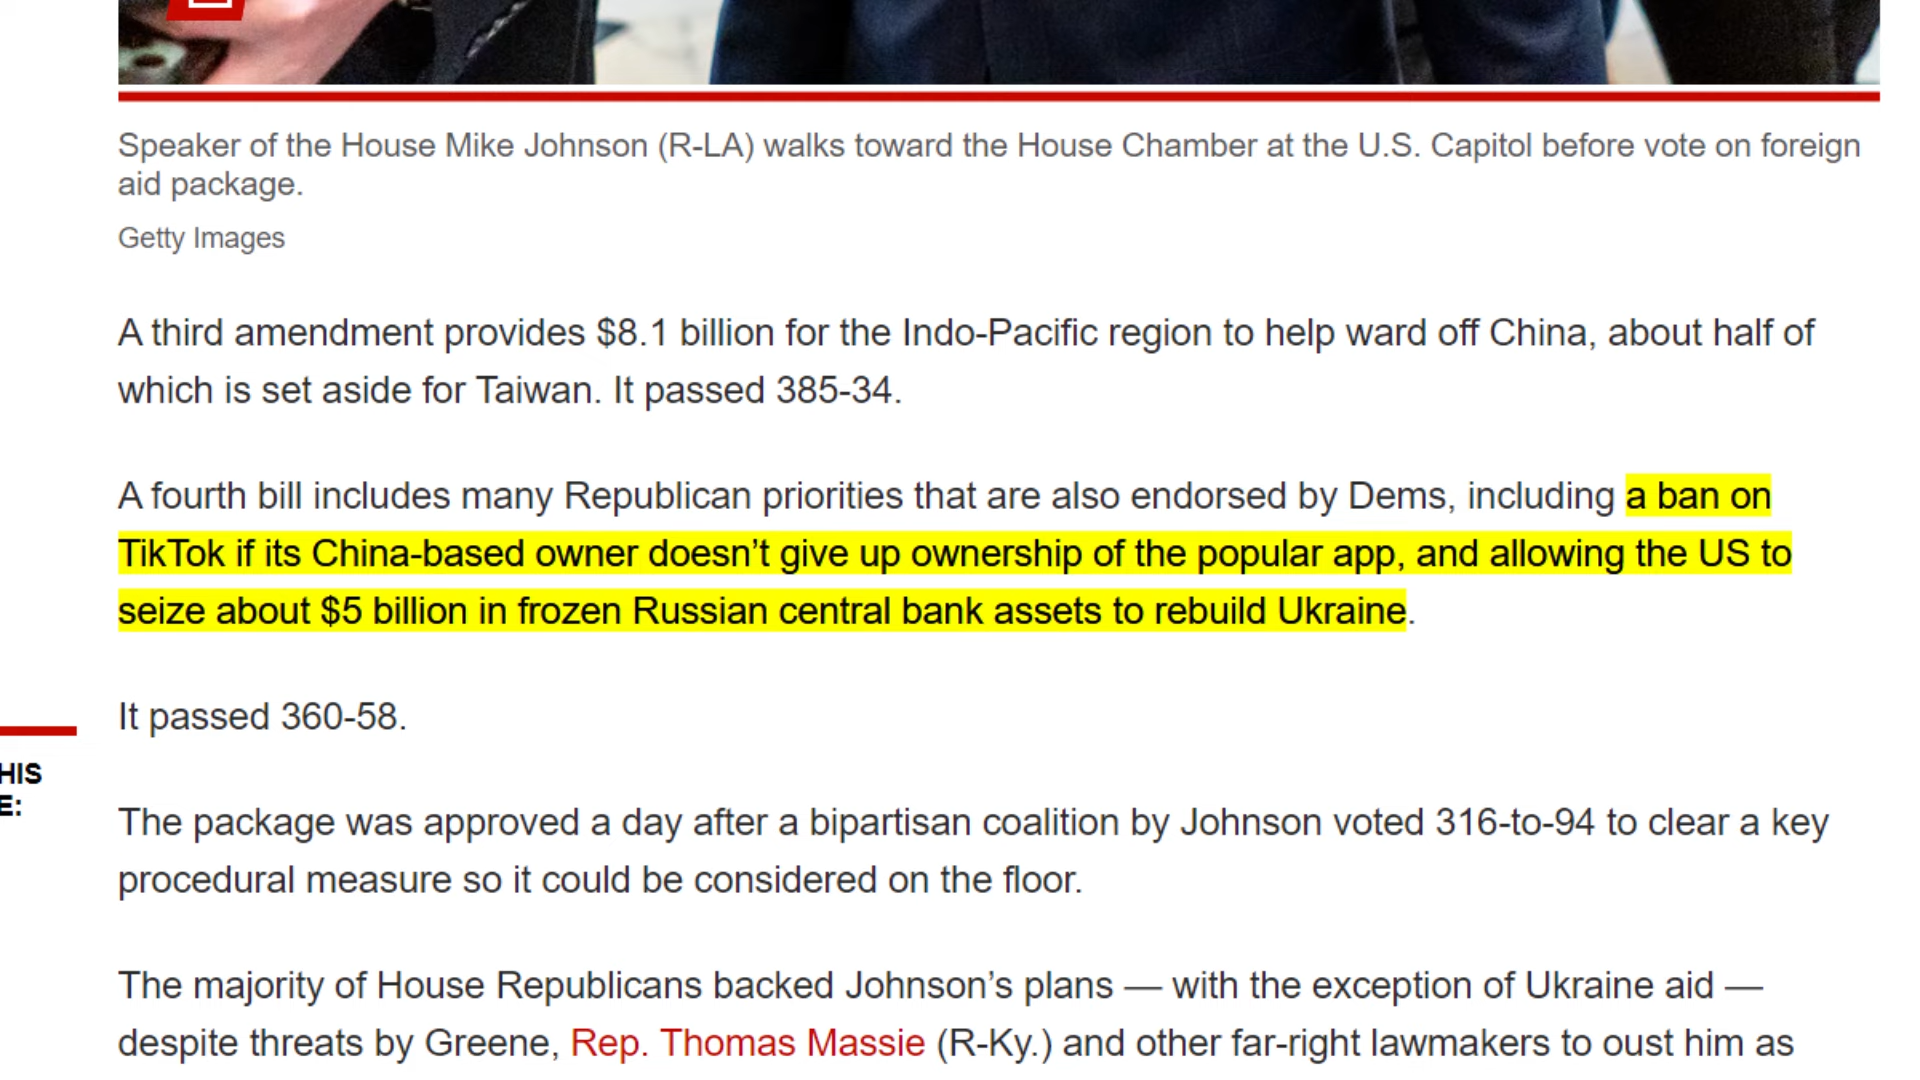 Speaker of the House Mike Johnson (R-LA) walks toward the House Chamber at the U.S. Capitol before vote on foreign
aid package.
Getty Images
A third amendment provides $8.1 billion for the Indo-Pacific region to help ward off China, about half of
which is set aside for Taiwan. It passed 385-34.
A fourth bill includes many Republican priorities that are also endorsed by Dems, including a ban on
TikTok if its China-based owner doesn’t give up ownership of the popular app, and allowing the US to
seize about $5 billion in frozen Russian central bank assets to rebuild Ukraine.
It passed 360-58.
HIS
E:
The package was approved a day after a bipartisan coalition by Johnson voted 316-to-94 to clear a key
procedural measure so it could be considered on the floor.
The majority of House Republicans backed Johnson’s plans — with the exception of Ukraine aid —
despite threats by Greene, Rep. Thomas Massie (R-Ky.) and other far-right lawmakers to oust him as